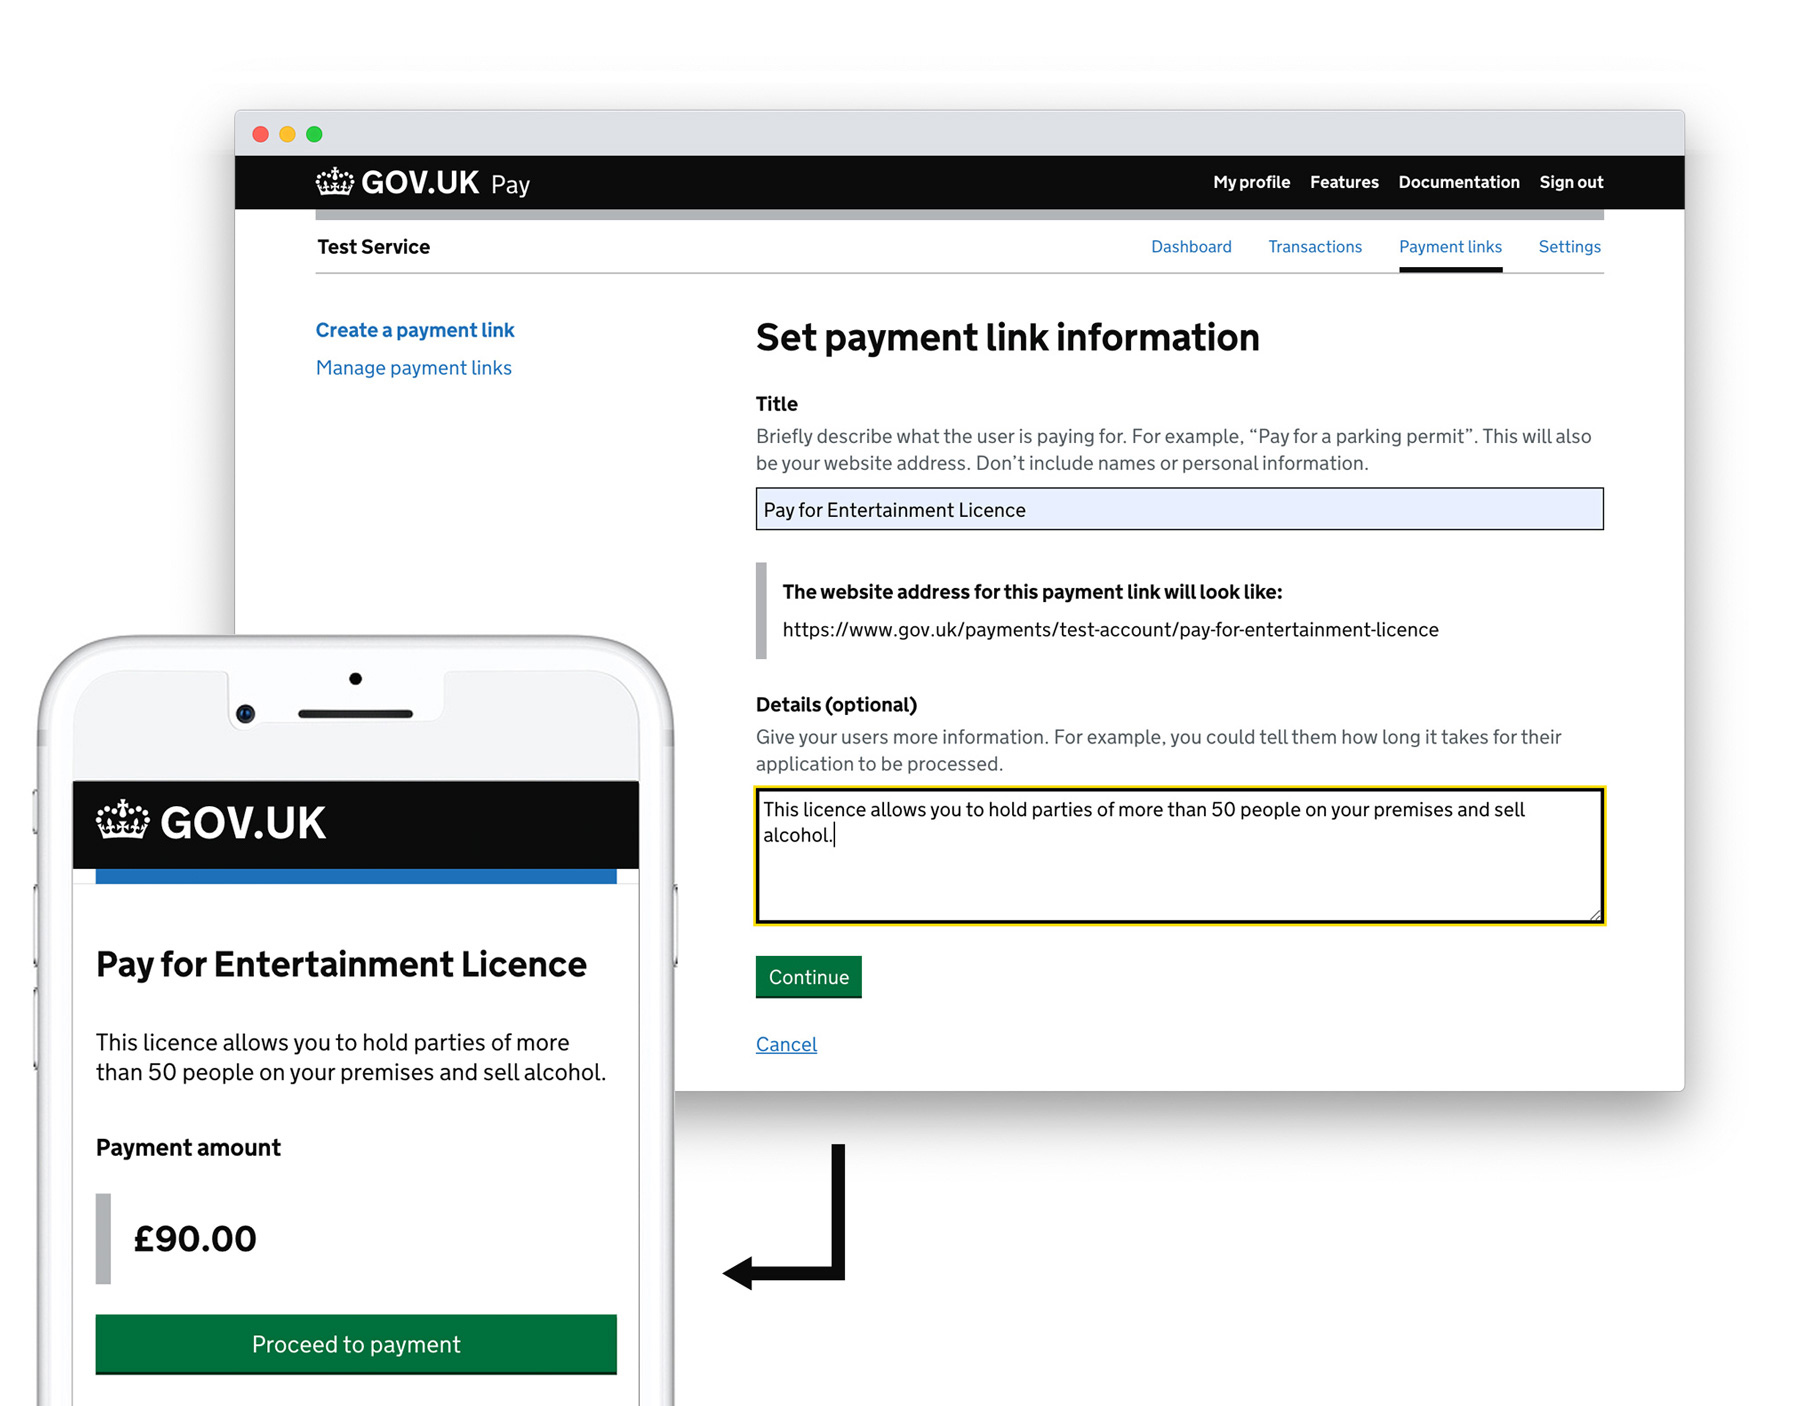 GOV.UK Pay
My profile Features Documentation Sign out
Test Service
Dashboard Transactions Payment links Settings
Create a payment link
Manage payment links
Set payment link information
Title
Briefly describe what the user is paying for. For example, “Pay for a parking permit”. This will also
be your website address. Don’t include names or personal information.
Pay for Entertainment Licence
The website address for this payment link will look like:
https://www.gov.uk/payments/test-account/pay-for-entertainment-licence
Details (optional)
Give your users more information. For example, you could tell them how long it takes for their
application to be processed.
This licence allows you to hold parties of more than 50 people on your premises and sell
alcohol.
Continue
Cancel
GOV.UK
Pay for Entertainment Licence
This licence allows you to hold parties of more
than 50 people on your premises and sell alcohol.
Payment amount
£90.00
Proceed to payment